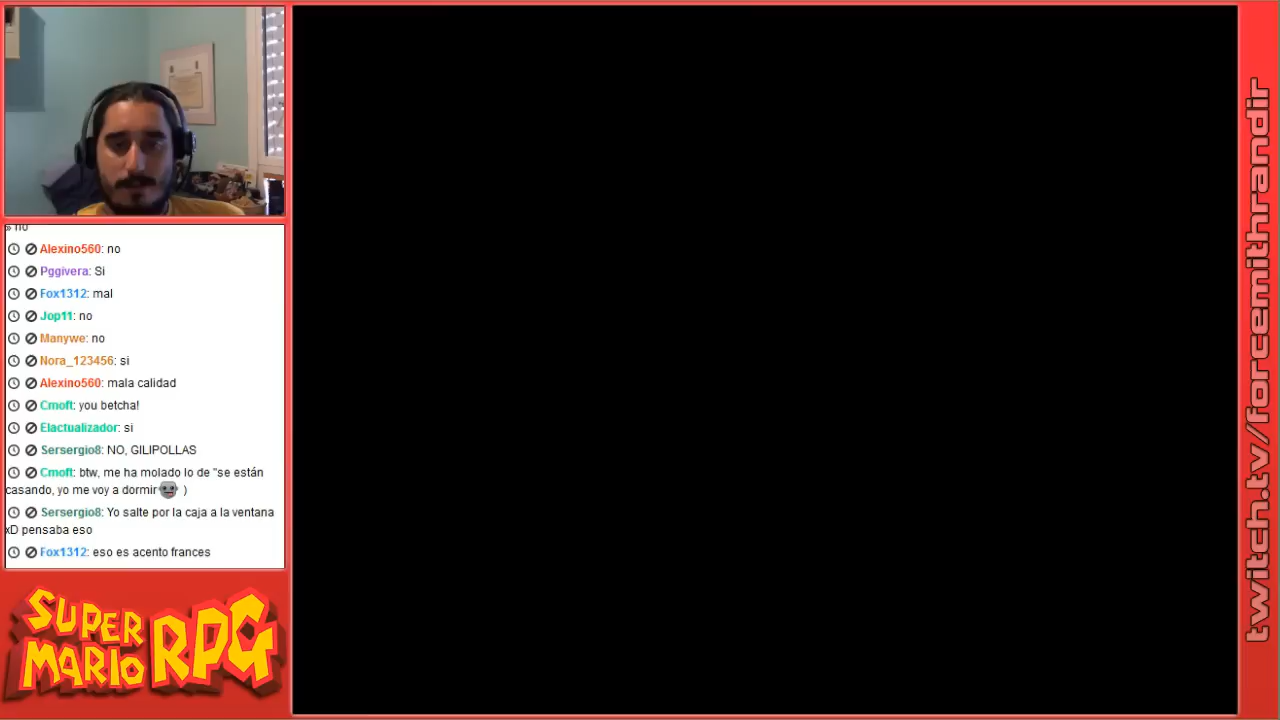 » no
Alexino560: no
Pggivera: Si
Fox1312: mal
Jop11: no
Manywe: no
Nora_123456: si
Alexino560: mala calidad
Cmoft: you betcha!
Elactualizador: si
Sersergio8: NO, GILIPOLLAS
Cmoft: btw, me ha molado lo de "se están
casando, yo me voy a dormir )
Sersergio8: Yo salte por la caja a la ventana
xD pensaba eso
Fox1312: eso es acento frances
SUPER
MARIO RPG
twitch.tv/forcemithrandir